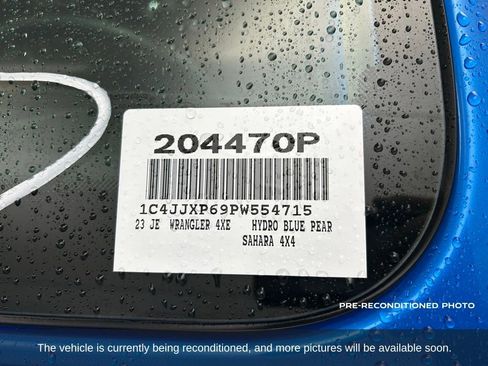 204470P
1C4JJXP69PW554715
23 JE WRANGLER 4XE HYDRO BLUE PEAR
SAHARA 4X4
PRE-RECONDITIONED PHOTO
The vehicle is currently being reconditioned, and more pictures will be available soon.